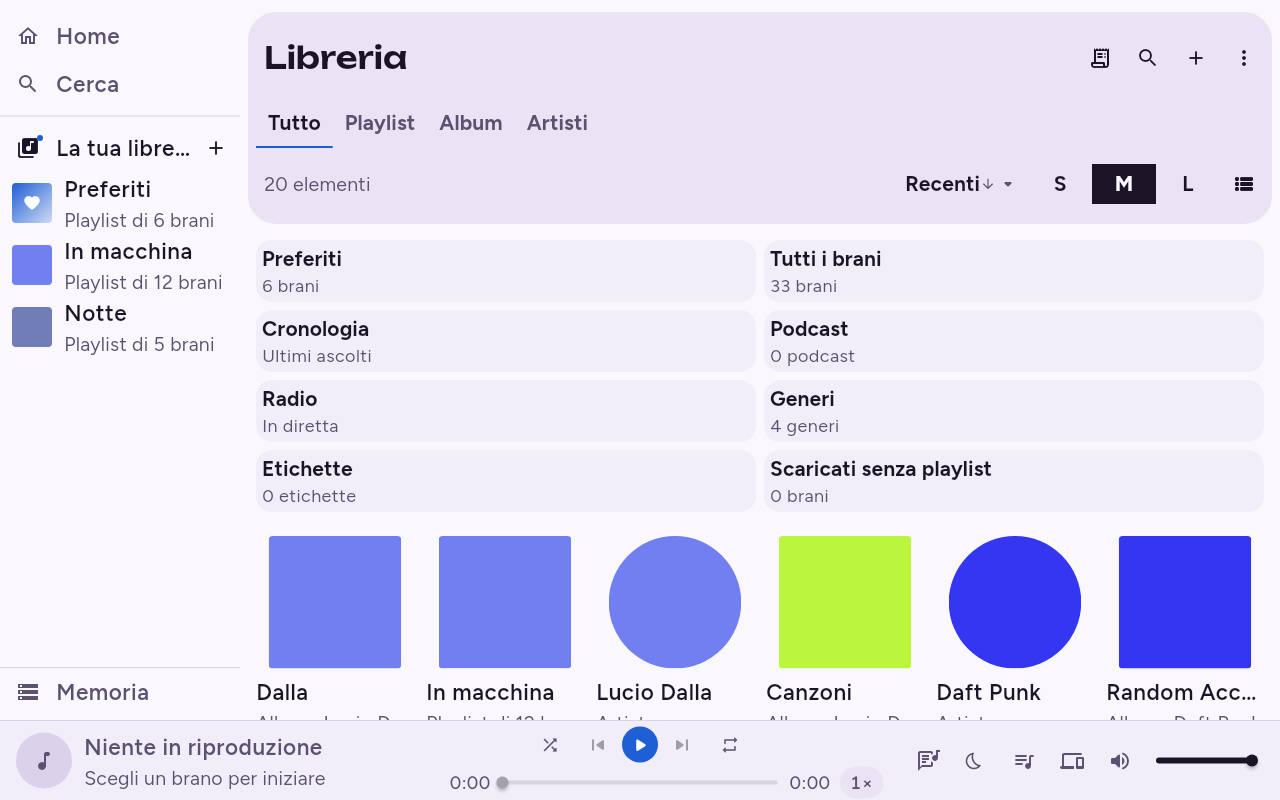 Home
Cerca
La tua libre...
Preferiti
Playlist di 6 brani
In macchina
Playlist di 12 brani
Notte
Playlist di 5 brani
Memoria
Libreria
Tutto Playlist Album Artisti
20 elementi
Recenti↓ S M L
Preferiti
6 brani
Tutti i brani
33 brani
Cronologia
Ultimi ascolti
Podcast
0 podcast
Radio
In diretta
Generi
4 generi
Etichette
0 etichette
Scaricati senza playlist
0 brani
Dalla
In macchina
Lucio Dalla
Canzoni
Daft Punk
Random Acc...
Niente in riproduzione
Scegli un brano per iniziare
0:00 0:00 1×